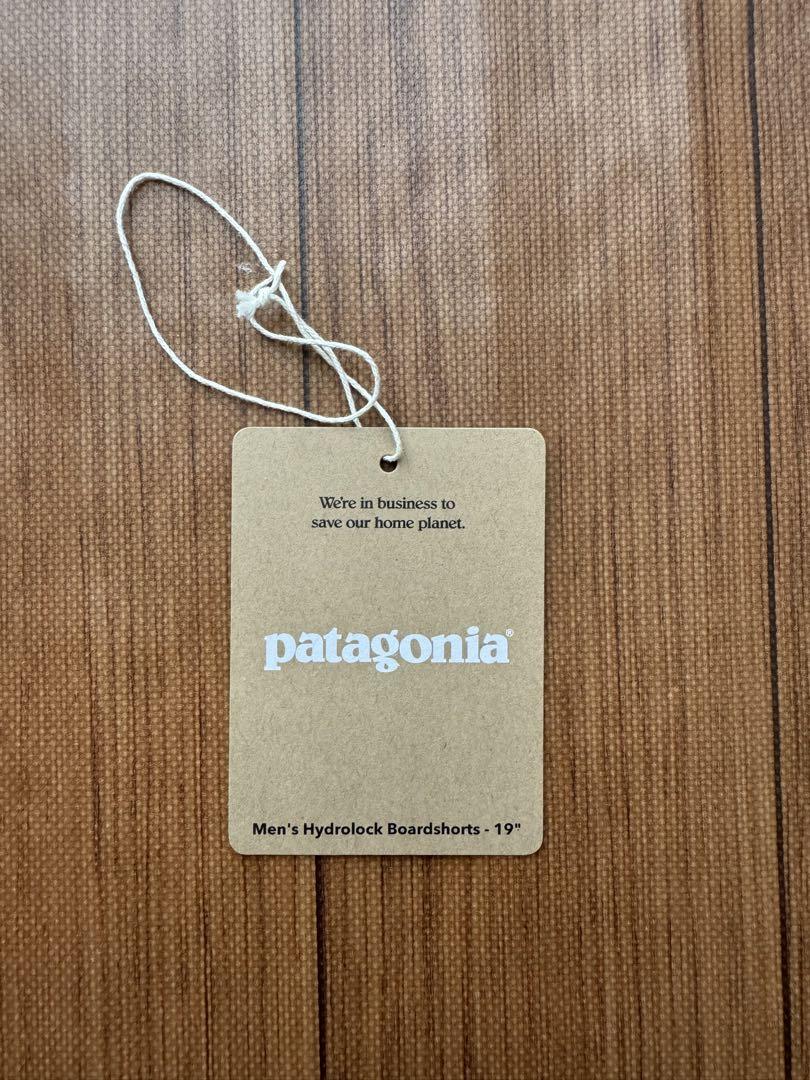 We're in business to
save our home planet.
patagonia®
Men's Hydrolock Boardshorts - 19"